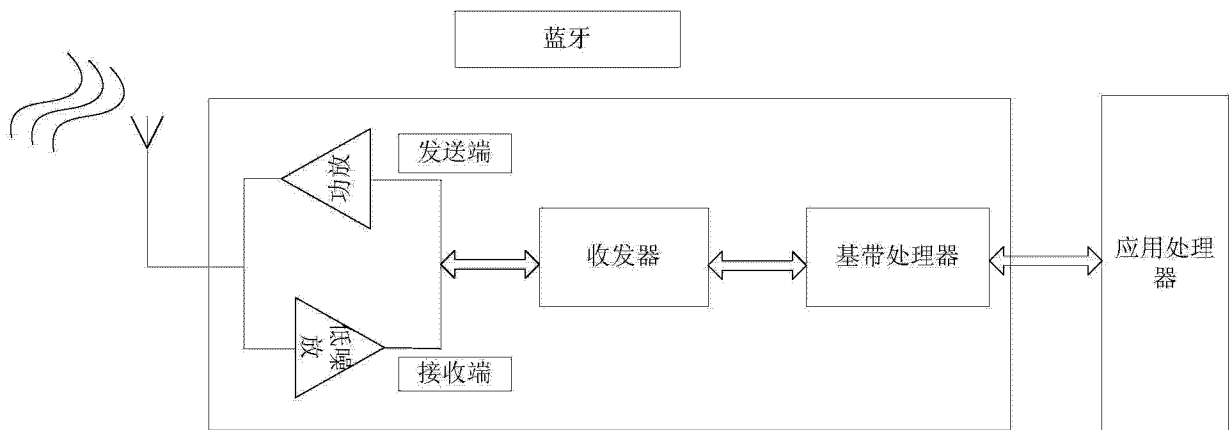 蓝牙
发送端
功放
收发器
基带处理器
应用处理
器
低噪
放
接收端